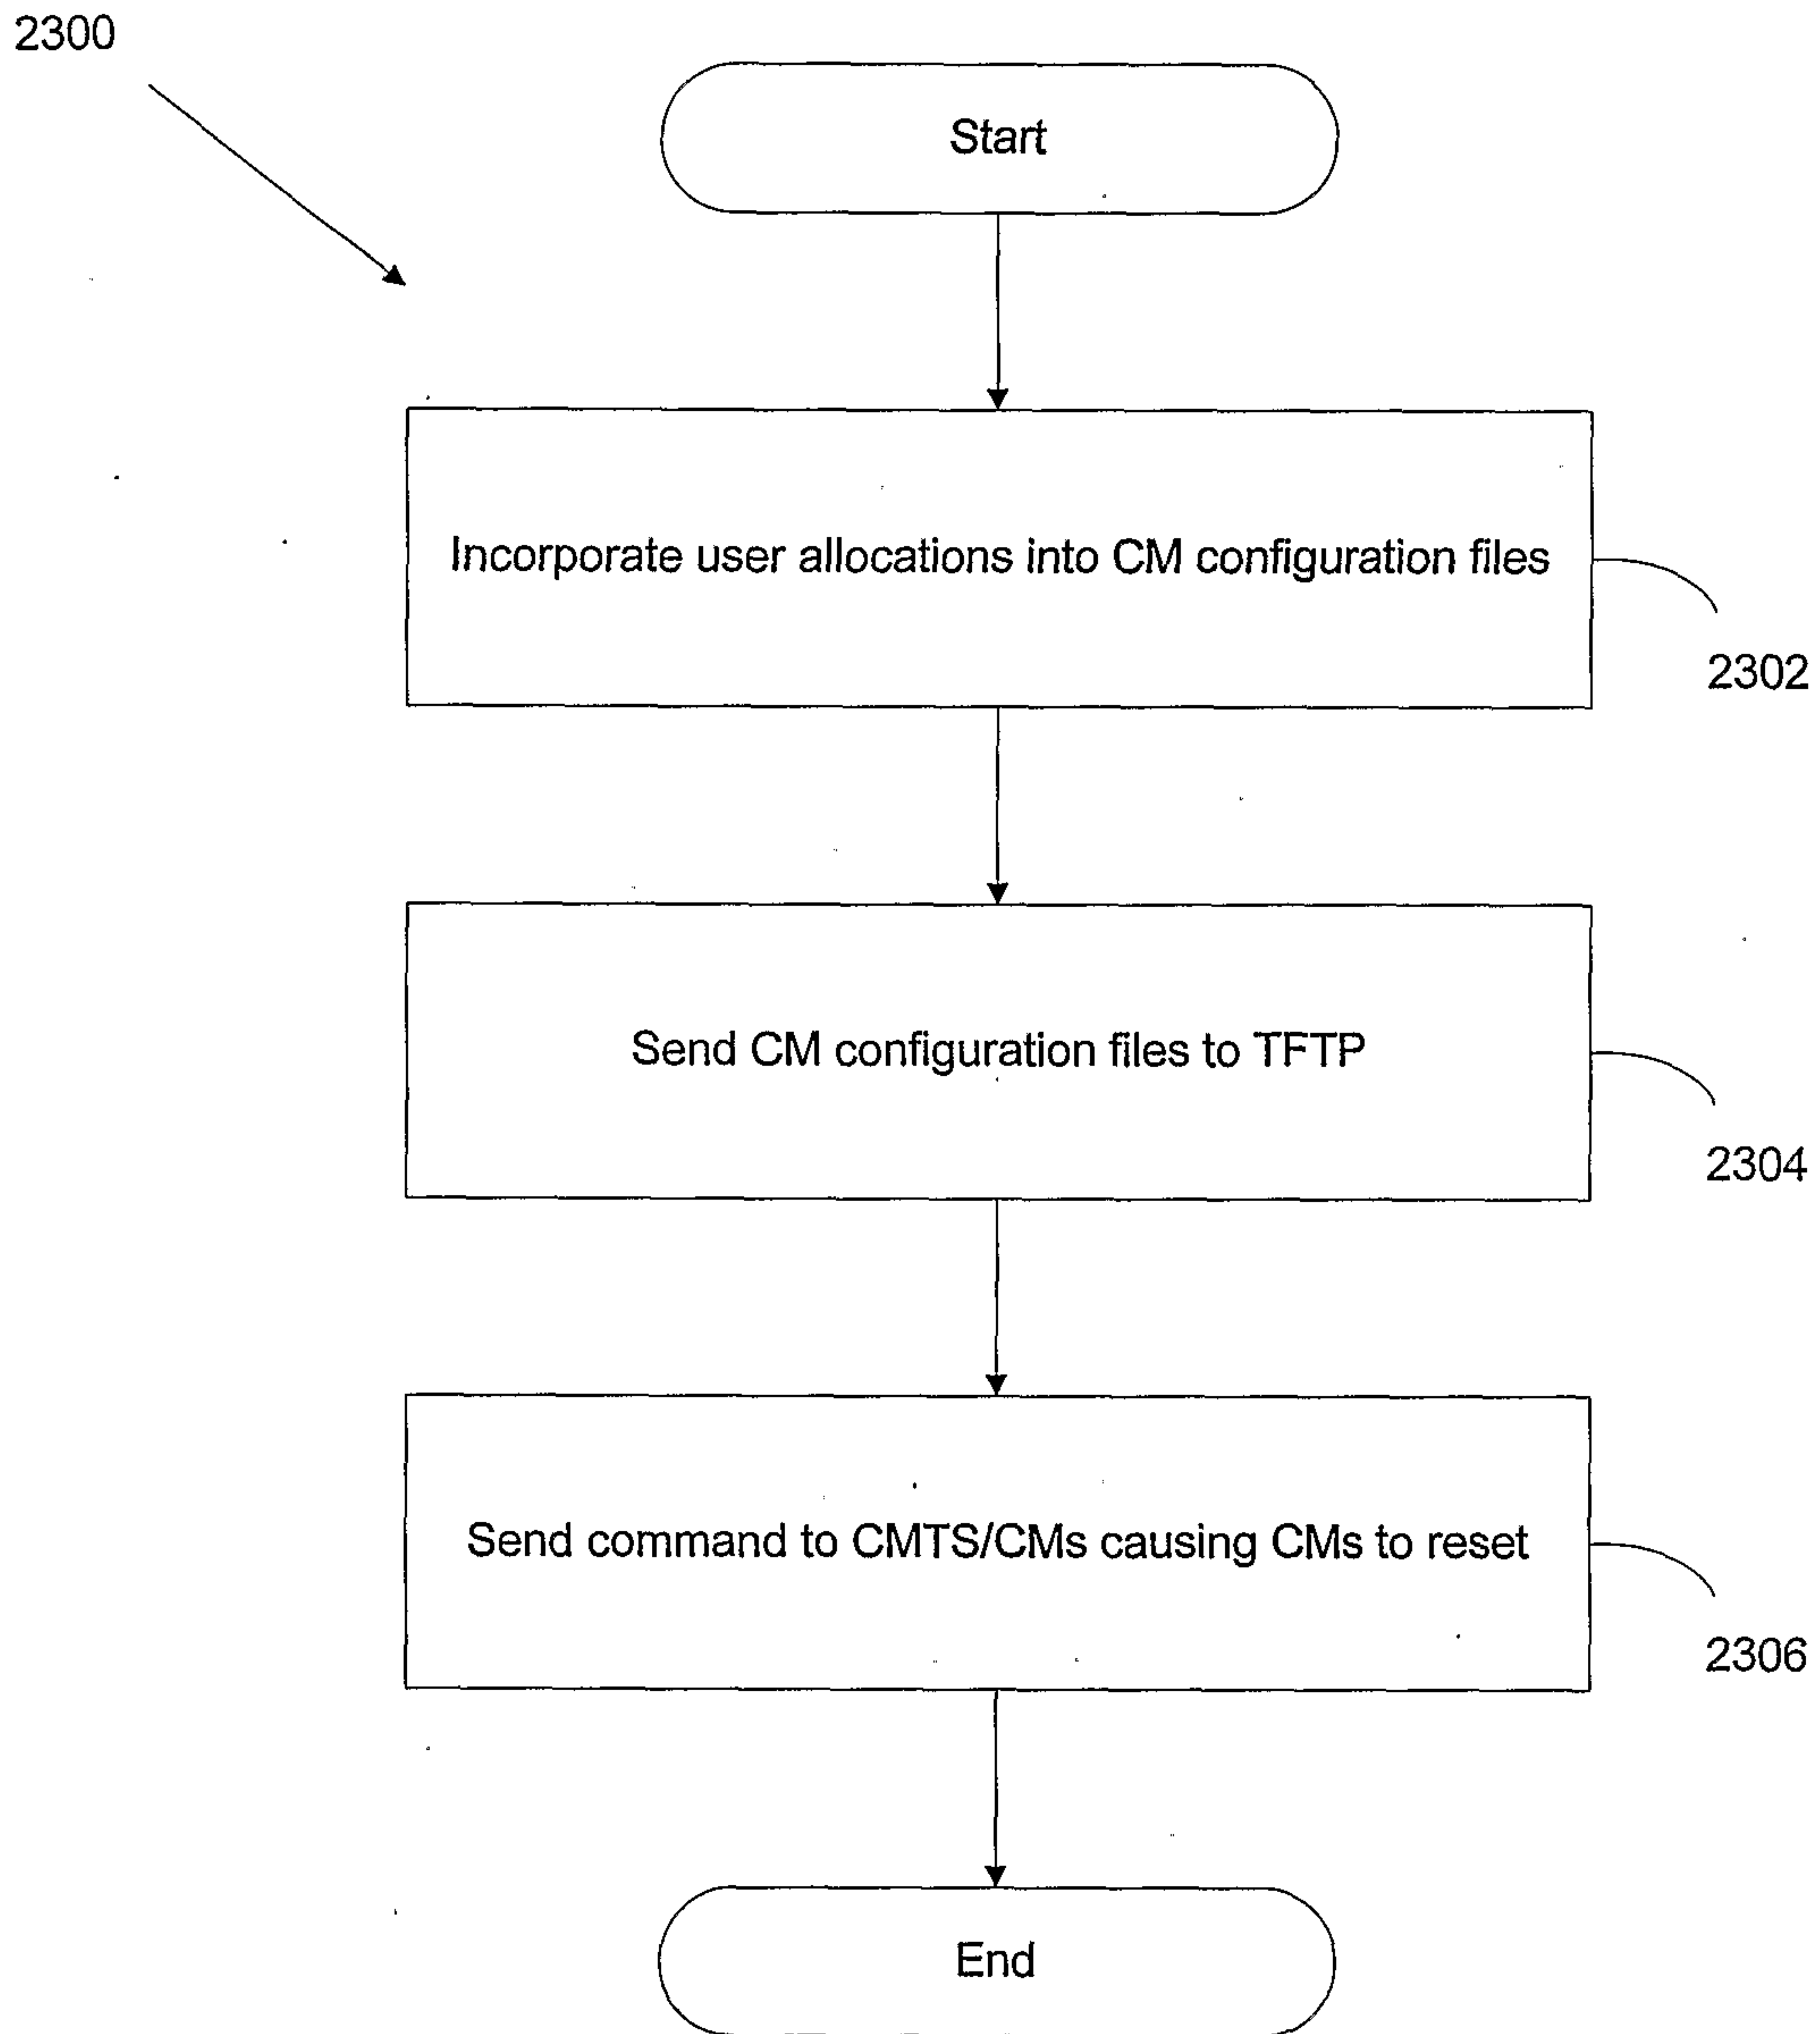 2300
Start
Incorporate user allocations into CM configuration files
2302
Send CM configuration files to TFTP
2304
Send command to CMTS/CMs causing CMs to reset
2306
End